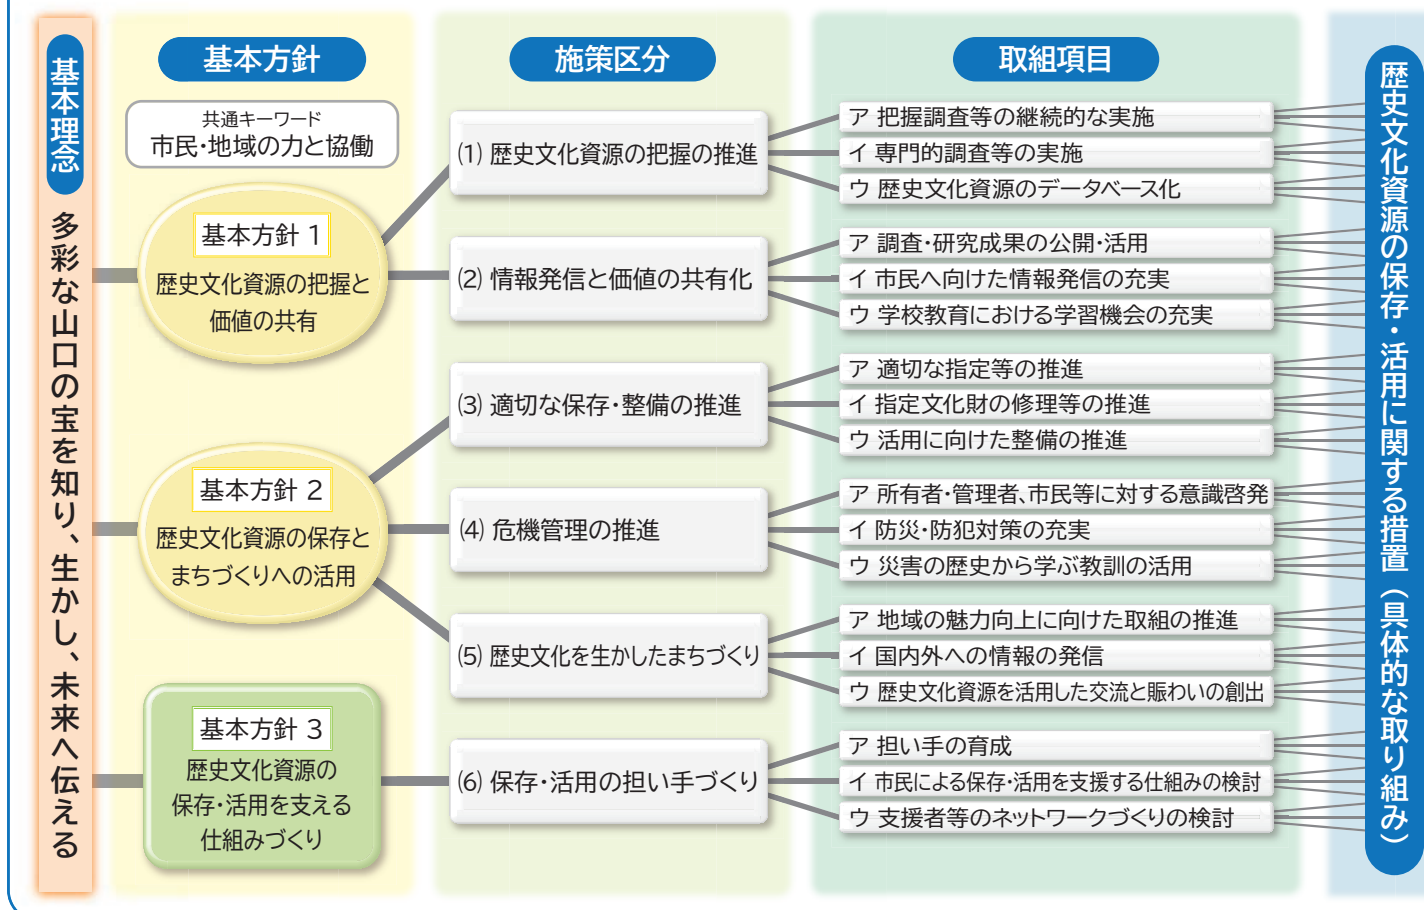 基本理念
多彩な山口の宝を知り、生かし、未来へ伝える
基本方針
共通キーワード
市民・地域の力と協働
基本方針 1
歴史文化資源の把握と
価値の共有
基本方針 2
歴史文化資源の保存と
まちづくりへの活用
基本方針 3
歴史文化資源の
保存・活用を支える
仕組みづくり
施策区分
⑴ 歴史文化資源の把握の推進
⑵ 情報発信と価値の共有化
⑶ 適切な保存・整備の推進
⑷ 危機管理の推進
⑸ 歴史文化を生かしたまちづくり
⑹ 保存・活用の担い手づくり
取組項目
ア 把握調査等の継続的な実施
イ 専門的調査等の実施
ウ 歴史文化資源のデータベース化
ア 調査・研究成果の公開・活用
イ 市民へ向けた情報発信の充実
ウ 学校教育における学習機会の充実
ア 適切な指定等の推進
イ 指定文化財の修理等の推進
ウ 活用に向けた整備の推進
ア 所有者・管理者、市民等に対する意識啓発
イ 防災・防犯対策の充実
ウ 災害の歴史から学ぶ教訓の活用
ア 地域の魅力向上に向けた取組の推進
イ 国内外への情報の発信
ウ 歴史文化資源を活用した交流と賑わいの創出
ア 担い手の育成
イ 市民による保存・活用を支援する仕組みの検討
ウ 支援者等のネットワークづくりの検討
歴史文化資源の保存・活用に関する措置（具体的な取り組み）